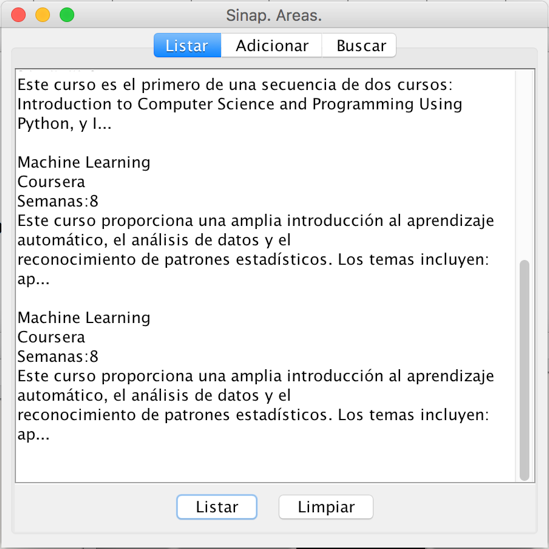 Sinap. Areas.
Listar Adicionar Buscar
Este curso es el primero de una secuencia de dos cursos:
Introduction to Computer Science and Programming Using
Python, y I...
Machine Learning
Coursera
Semanas:8
Este curso proporciona una amplia introducción al aprendizaje
automático, el análisis de datos y el
reconocimiento de patrones estadísticos. Los temas incluyen:
ap...
Machine Learning
Coursera
Semanas:8
Este curso proporciona una amplia introducción al aprendizaje
automático, el análisis de datos y el
reconocimiento de patrones estadísticos. Los temas incluyen:
ap...
Listar Limpiar